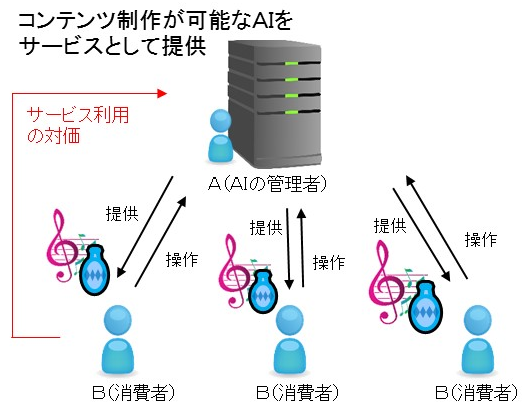 コンテンツ制作が可能なAIを
サービスとして提供
サービス利用
の対価
A(AIの管理者)
提供
操作
提供
操作
提供
操作
B(消費者)
B(消費者)
B(消費者)